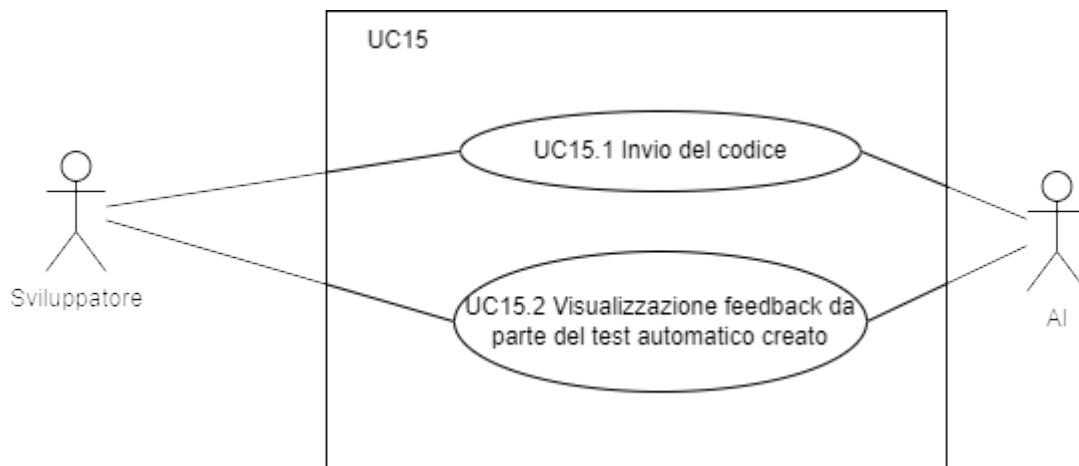 UC15
UC15.1 Invio del codice
Sviluppatore
UC15.2 Visualizzazione feedback da
parte del test automatico creato
AI